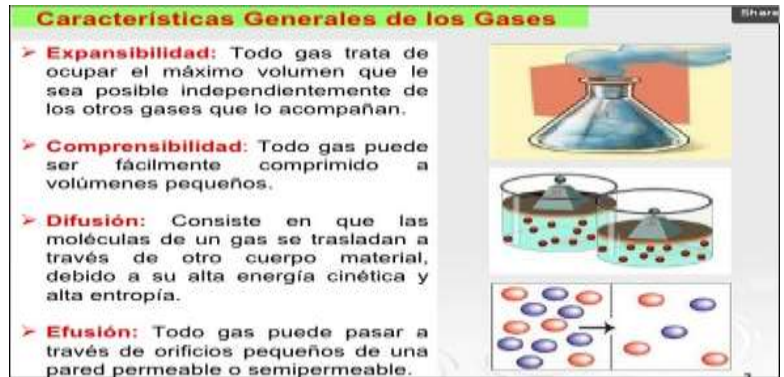 Características Generales de los Gases
Share
➢ Expansibilidad: Todo gas trata de
ocupar el máximo volumen que le
sea posible independientemente de
los otros gases que lo acompañan.
➢ Comprensibilidad: Todo gas puede
ser fácilmente comprimido a
volúmenes pequeños.
➢ Difusión: Consiste en que las
moléculas de un gas se trasladan a
través de otro cuerpo material,
debido a su alta energía cinética y
alta entropía.
➢ Efusión: Todo gas puede pasar a
través de orificios pequeños de una
pared permeable o semipermeable.